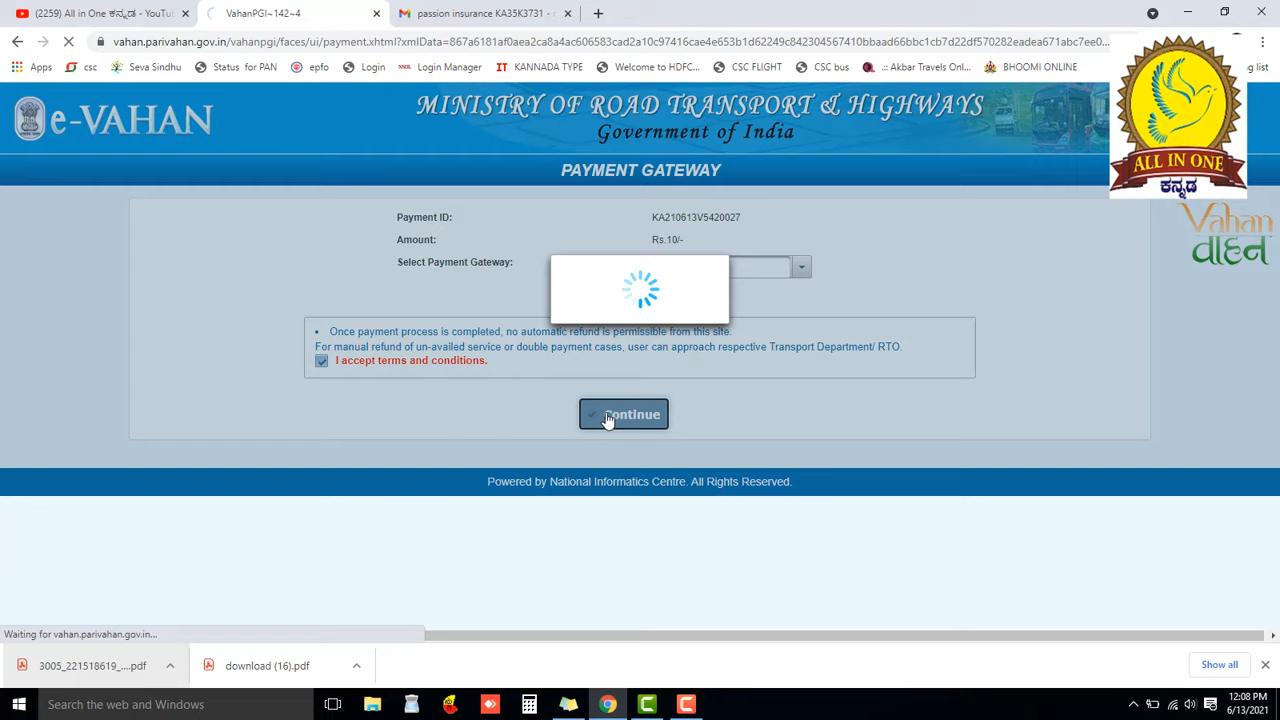 (2259) All in One ಕನ್ನಡ - YouTu
VahanPGI~142~4
passion insurance KA35K3731 -
vahan.parivahan.gov.in/vahanpgi/faces/ui/payment.xhtml?xmlData=867a6181af0aea2ca8a4ac606583cad2a10c97416cae4e653b1d62249c842304567410bbaad66bbc1cb7d22df570282eadea671abc7ee0...
Apps
csc
Seva Sindhu
Status for PAN
epfo
Login
Login Manager
IT KANNADA TYPE
Welcome to HDFC...
CSC FLIGHT
CSC bus
.:: Akbar Travels Onl...
BHOOMI ONLINE
g list
e-VAHAN
MINISTRY OF ROAD TRANSPORT & HIGHWAYS
Government of India
ALL IN ONE
ಕನ್ನಡ
PAYMENT GATEWAY
Vahan
वाहन
Payment ID: KA210613V5420027
Amount: Rs.10/-
Select Payment Gateway:
• Once payment process is completed, no automatic refund is permissible from this site.
For manual refund of un-availed service or double payment cases, user can approach respective Transport Department/ RTO.
I accept terms and conditions.
Continue
Powered by National Informatics Centre. All Rights Reserved.
Waiting for vahan.parivahan.gov.in...
3005_221518619_....pdf
download (16).pdf
Show all
Search the web and Windows
12:08 PM
6/13/2021